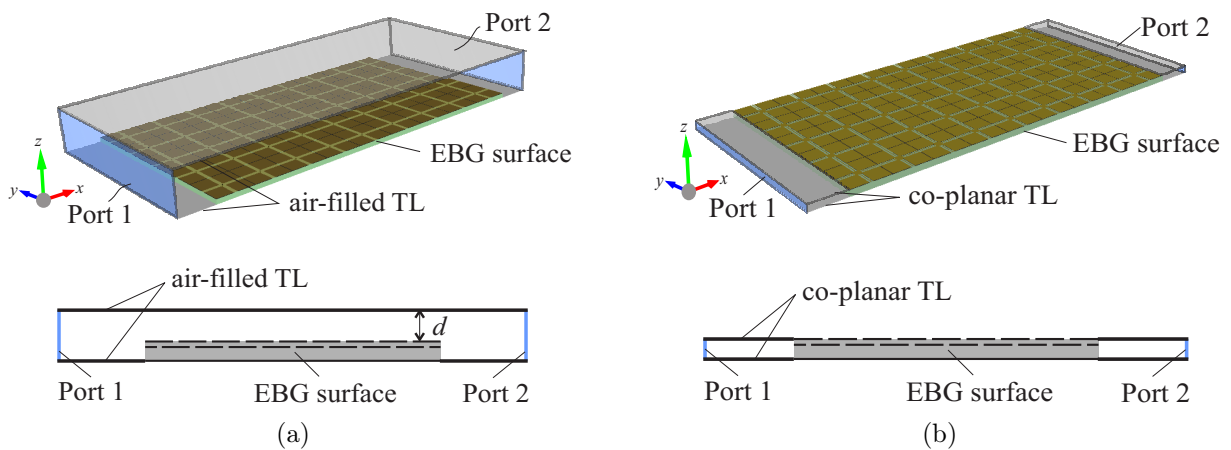 Port 2
EBG surface
air-filled TL
Port 1
z
y
x
air-filled TL
d
Port 1
EBG surface
Port 2
(a)
Port 2
EBG surface
co-planar TL
Port 1
z
y
x
co-planar TL
Port 1
EBG surface
Port 2
(b)